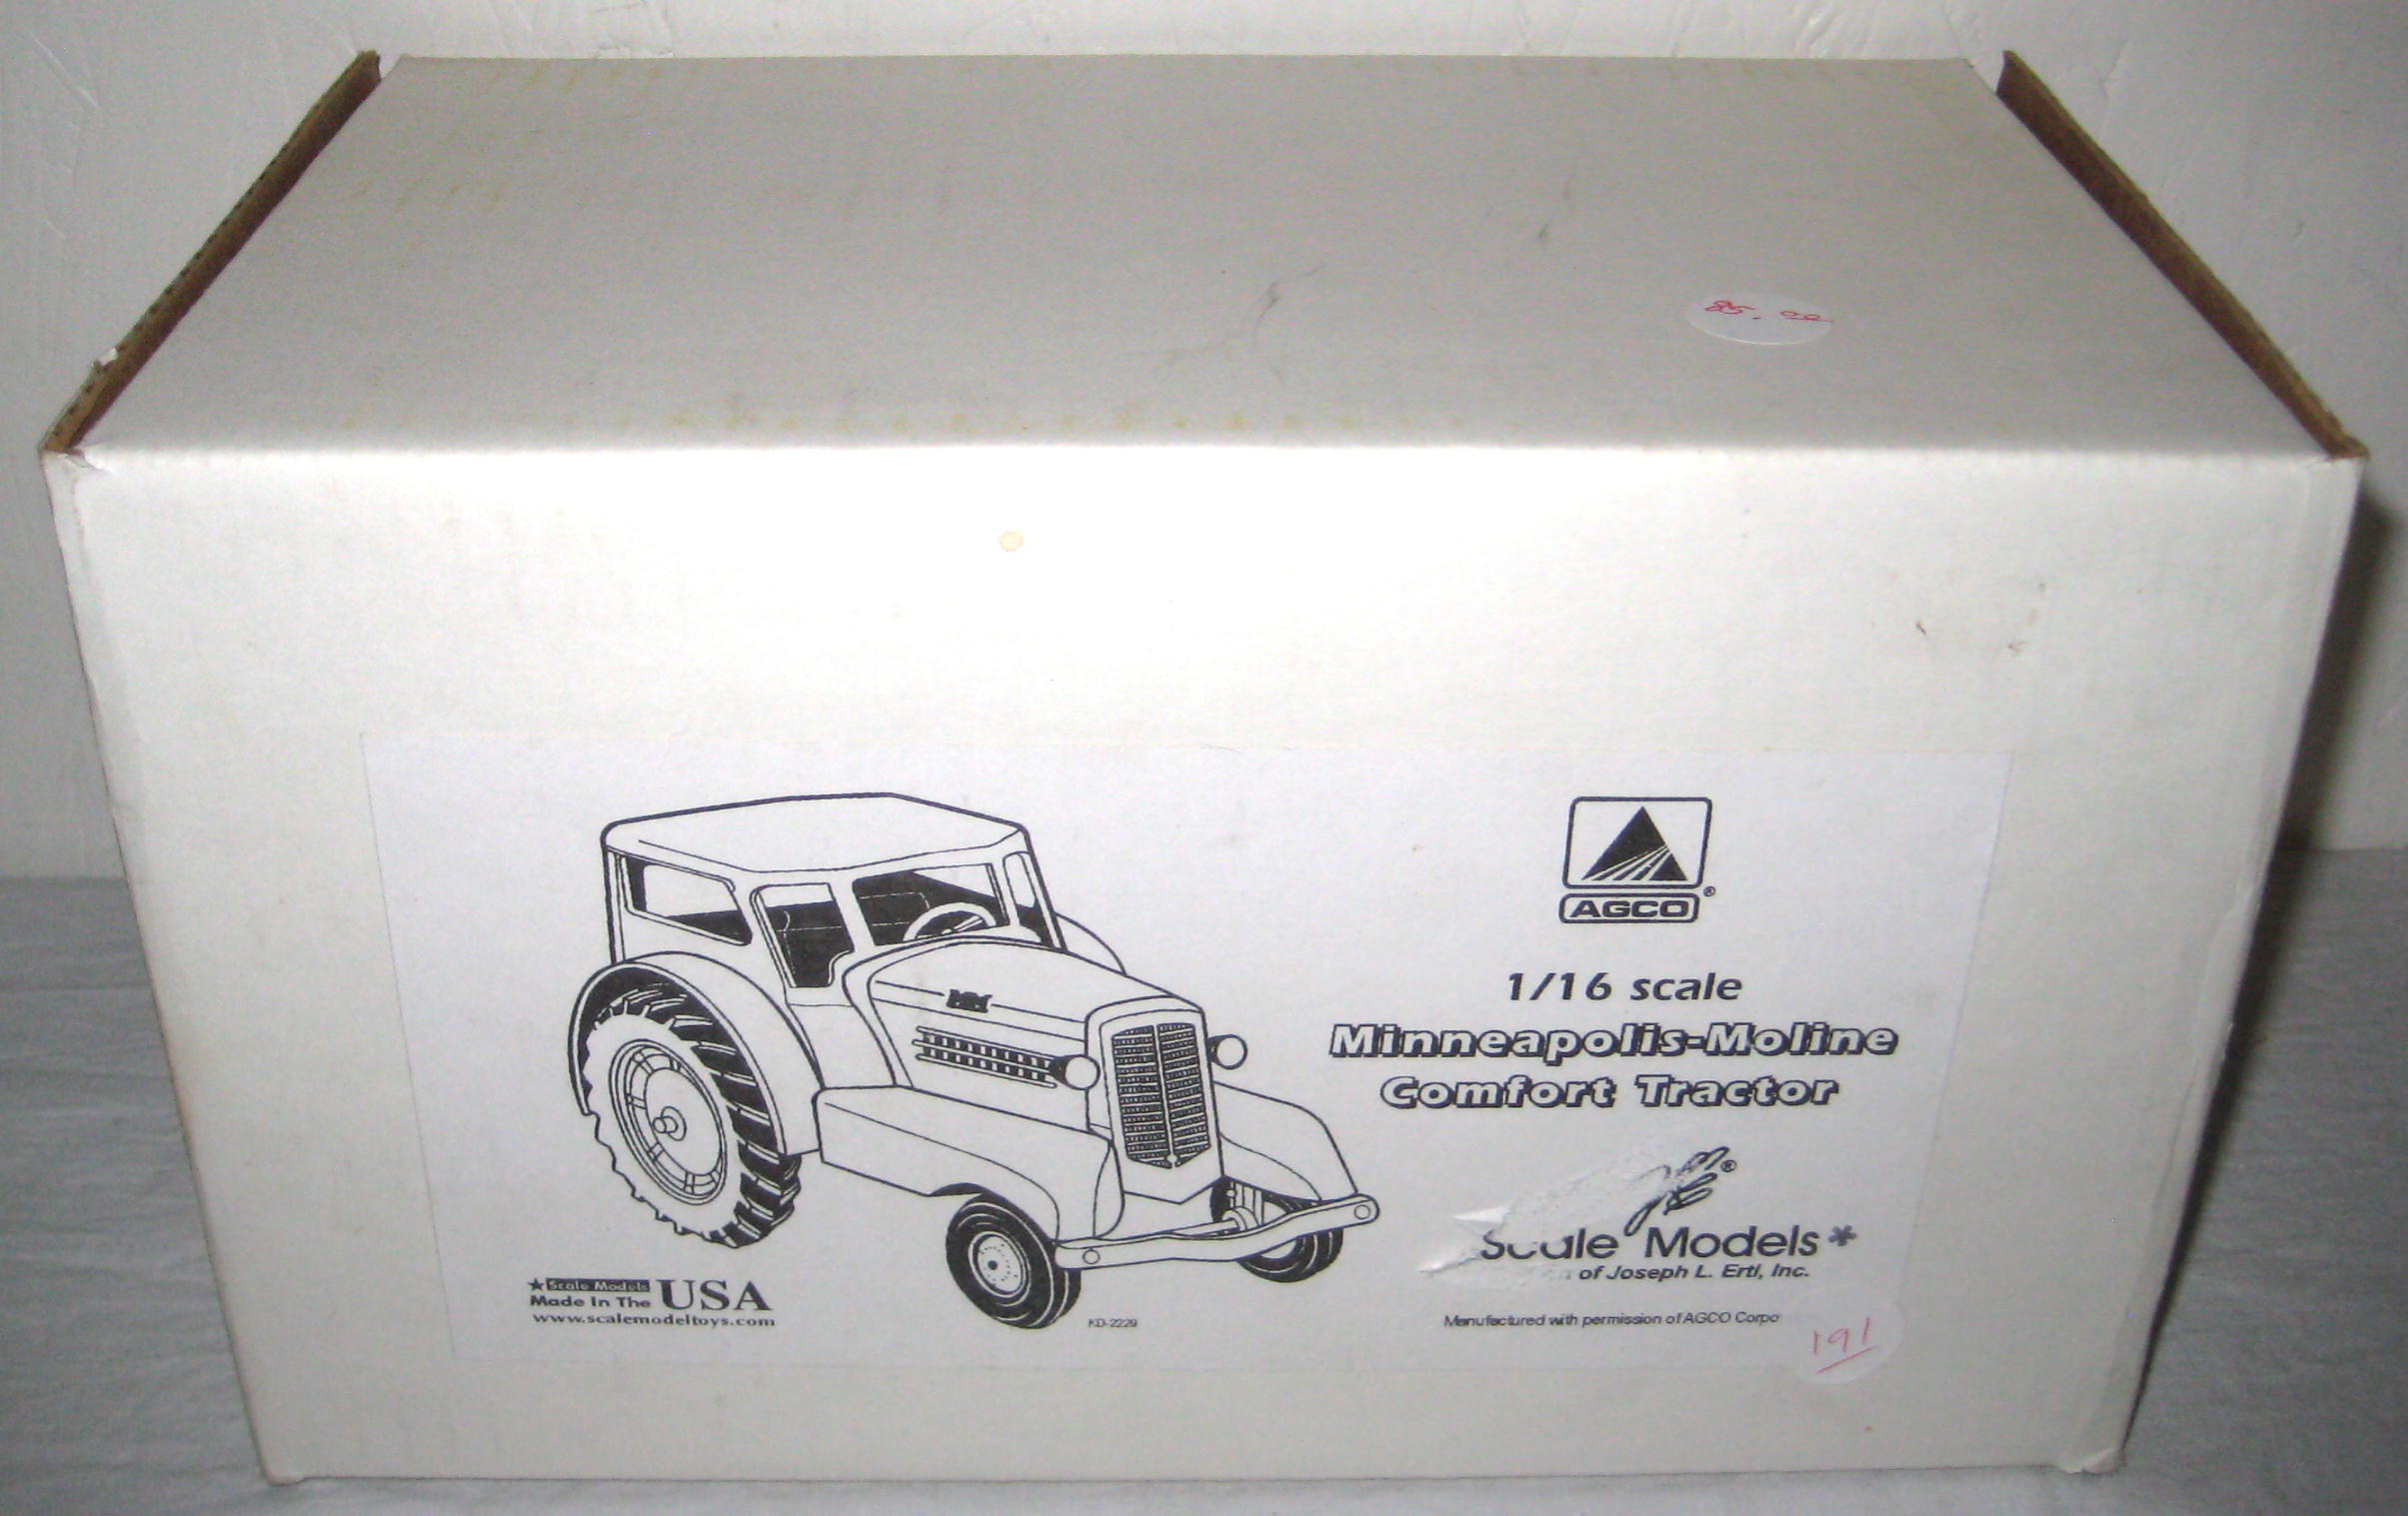 85.00
MM
AGCO®
1/16 scale
Minneapolis-Moline
Comfort Tractor
®
Scale Models*
of Joseph L. Ertl, Inc.
★Scale Models
Made In The USA
www.scalemodeltoys.com
KD-2229
Manufactured with permission of AGCO Corpo
191